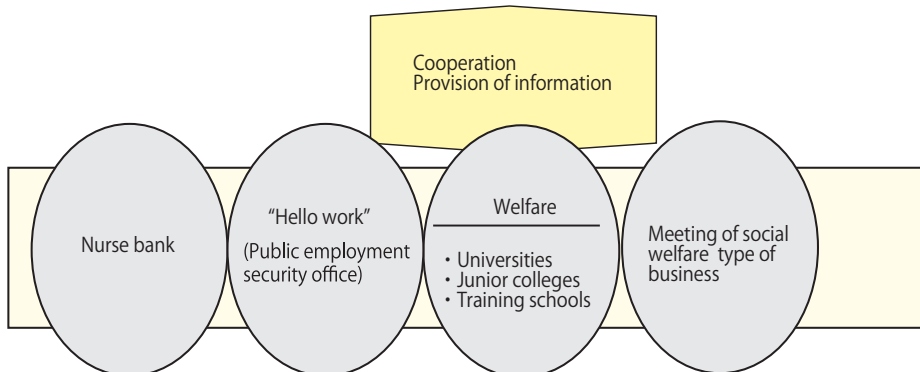 Cooperation
Provision of information
Nurse bank
“Hello work”
(Public employment
security office)
Welfare
・Universities
・Junior colleges
・Training schools
Meeting of social
welfare type of
business